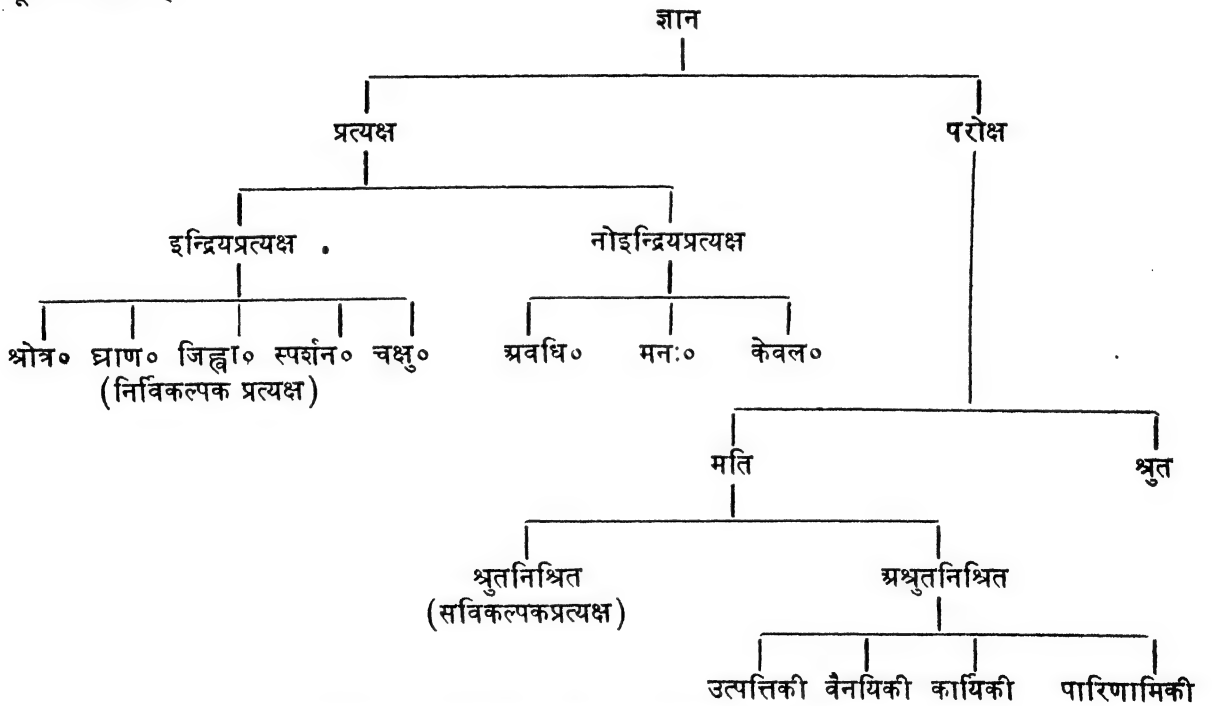 ज्ञान
प्रत्यक्ष परोक्ष
इन्द्रियप्रत्यक्ष . नोइन्द्रियप्रत्यक्ष
श्रोत्र० घ्राण० जिह्वा० स्पर्शन० चक्षु० अवधि० मनः० केवल०
(निर्विकल्पक प्रत्यक्ष)
मति श्रुत
श्रुतनिश्रित अश्रुतनिश्रित
(सविकल्पकप्रत्यक्ष)
उत्पत्तिकी वैनयिकी कार्यिकी पारिणामिकी